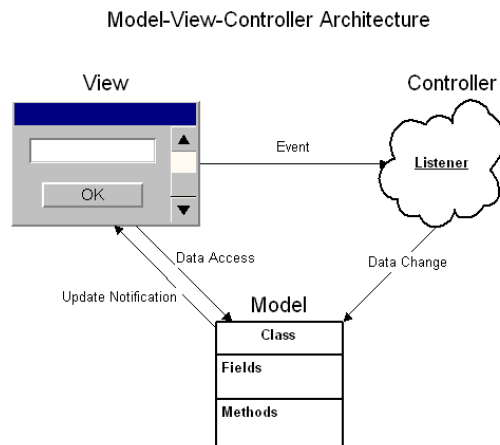 Model-View-Controller Architecture
View
Controller
Event
Listener
OK
Data Access
Data Change
Update Notification
Model
Class
Fields
Methods